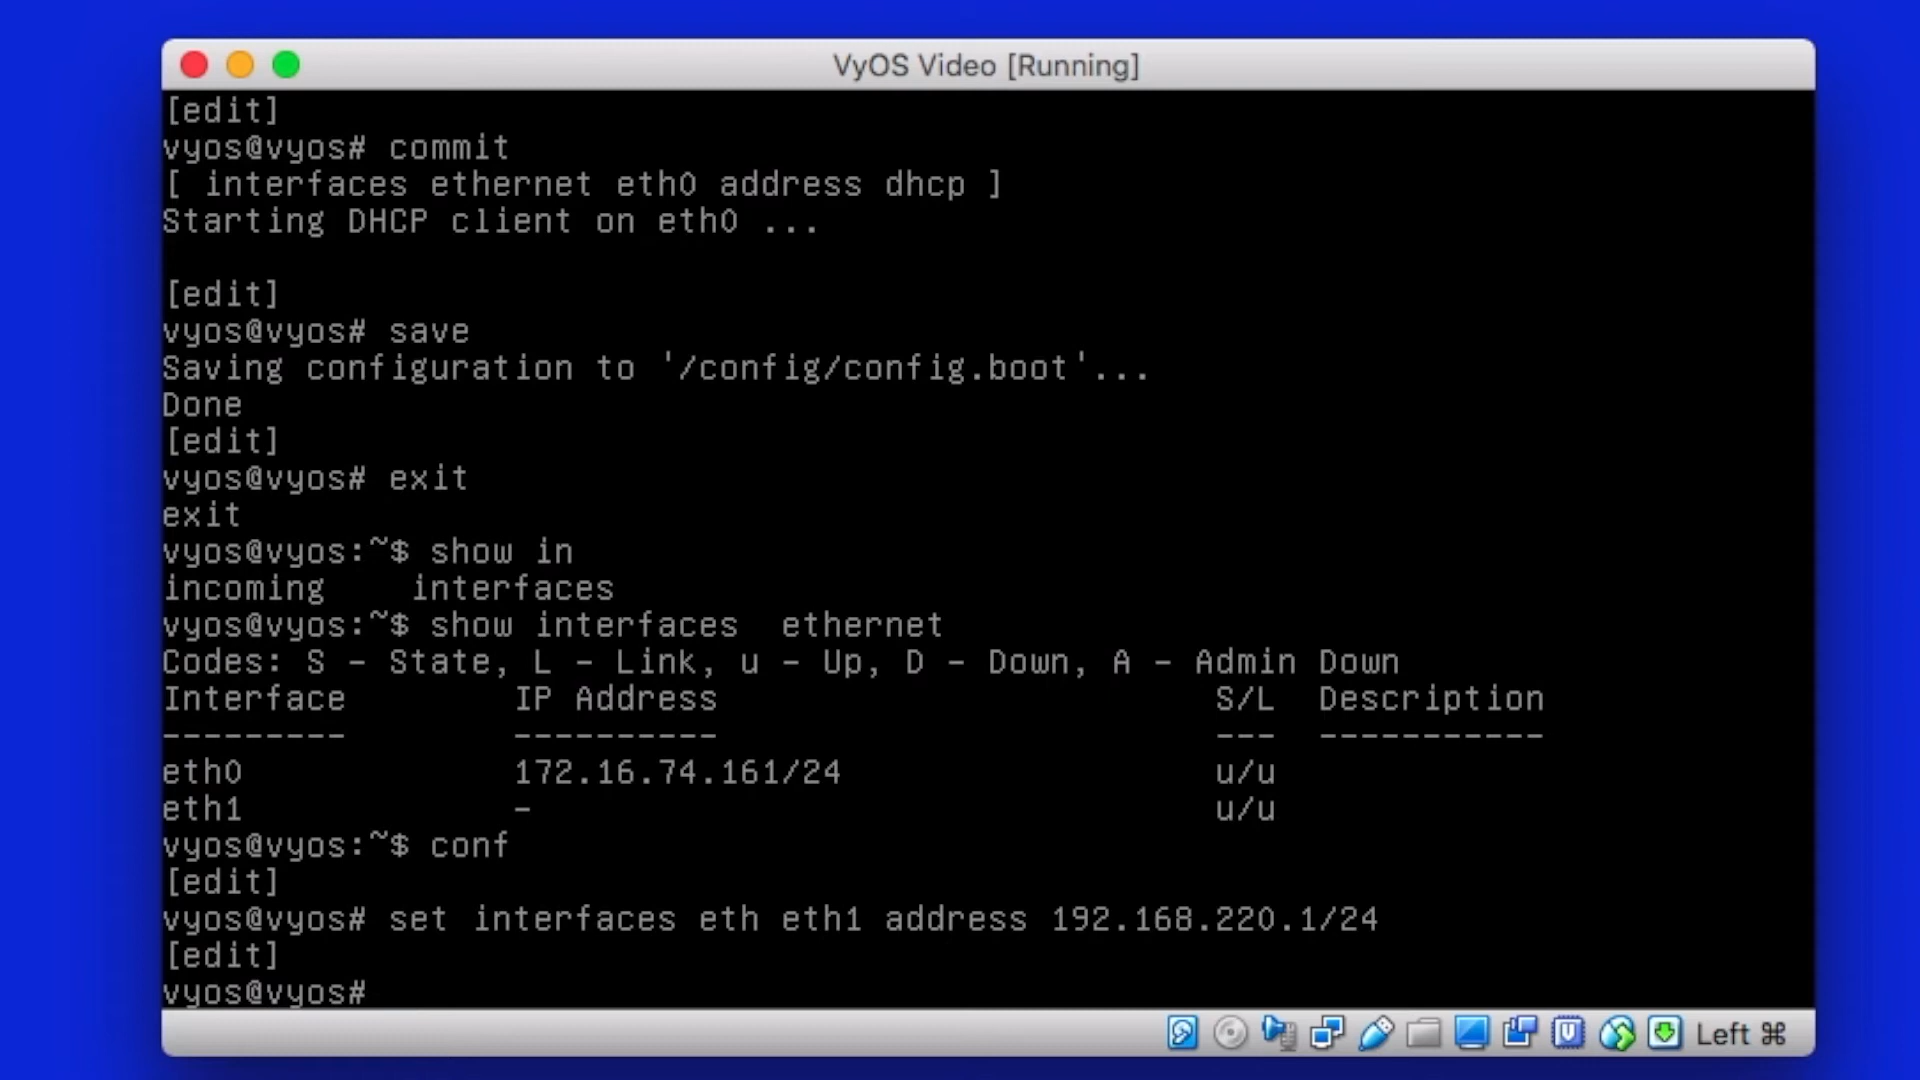 VyOS Video [Running]
[edit]
vyos@vyos# commit
[ interfaces ethernet eth0 address dhcp ]
Starting DHCP client on eth0 ...
[edit]
vyos@vyos# save
Saving configuration to '/config/config.boot'...
Done
[edit]
vyos@vyos# exit
exit
vyos@vyos:~$ show in
incoming    interfaces
vyos@vyos:~$ show interfaces  ethernet
Codes: S - State, L - Link, u - Up, D - Down, A - Admin Down
Interface        IP Address                        S/L  Description
---------        ----------                        ---  -----------
eth0             172.16.74.161/24                  u/u
eth1             -                                 u/u
vyos@vyos:~$ conf
[edit]
vyos@vyos# set interfaces eth eth1 address 192.168.220.1/24
[edit]
vyos@vyos#
Left ⌘